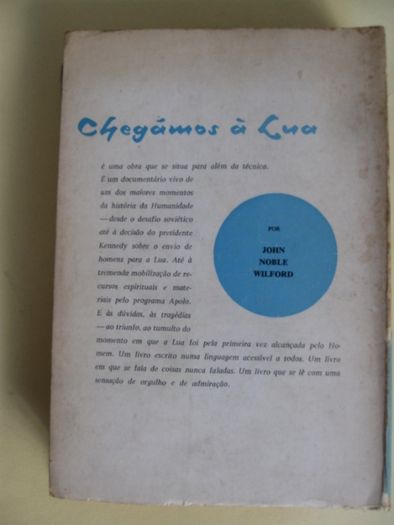 Chegámos à Lua
é uma obra que se situa para além da técnica.
É um documentário vivo de
um dos maiores momentos
da história da Humanidade
—desde o desafio soviético
até à decisão do presidente
Kennedy sobre o envio de
homens para a Lua. Até à
tremenda mobilização de re-
cursos espirituais e mate-
riais pelo programa Apolo.
E às dúvidas, às tragédias
—ao triunfo, ao tumulto do
momento em que a Lua foi pela primeira vez alcançada pelo Ho-
mem. Um livro escrito numa linguagem acessível a todos. Um livro
em que se fala de coisas nunca faladas. Um livro que se lê com uma
sensação de orgulho e de admiração.
POR
JOHN
NOBLE
WILFORD